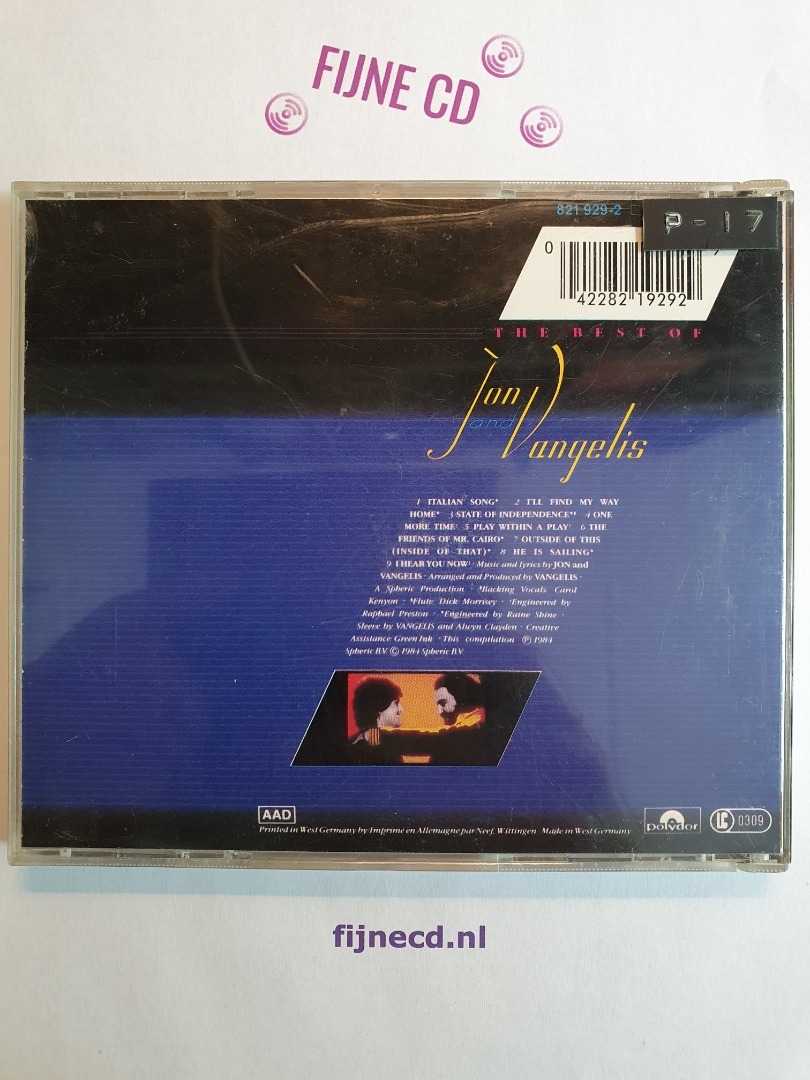 FIJNE CD
821 929-2
P-17
0 42282 19292 7
THE BEST OF
Jon
and
Vangelis
1 ITALIAN SONG* 2 I'LL FIND MY WAY
HOME* 3 STATE OF INDEPENDENCE*† 4 ONE
MORE TIME 5 PLAY WITHIN A PLAY 6 THE
FRIENDS OF MR. CAIRO* 7 OUTSIDE OF THIS
(INSIDE OF THAT)* 8 HE IS SAILING*
9 I HEAR YOU NOW · Music and lyrics by JON and
VANGELIS · Arranged and Produced by VANGELIS ·
A Spheric Production · *Backing Vocals: Carol
Kenyon · *Flute: Dick Morrisey · Engineered by
Raphael Preston · *Engineered by Raine Shine ·
Sleeve by VANGELIS and Alwyn Clayden · Creative
Assistance Green Ink · This compilation ℗ 1984
Spheric B.V. © 1984 Spheric B.V.
AAD
Printed in West Germany by/Imprimé en Allemagne par Neef, Wittingen · Made in West Germany
polydor
LC 0309
fijnecd.nl